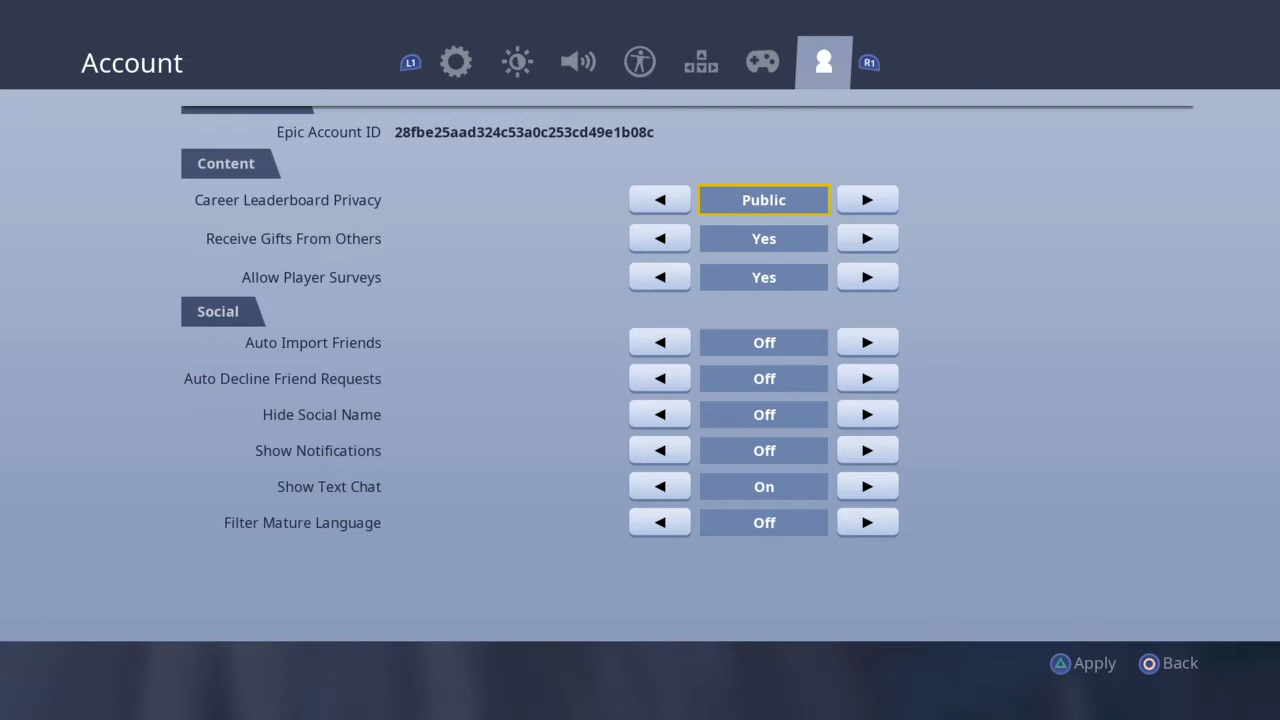 Account
L1
R1
Epic Account ID 28fbe25aad324c53a0c253cd49e1b08c
Content
Career Leaderboard Privacy Public
Receive Gifts From Others Yes
Allow Player Surveys Yes
Social
Auto Import Friends Off
Auto Decline Friend Requests Off
Hide Social Name Off
Show Notifications Off
Show Text Chat On
Filter Mature Language Off
Apply Back